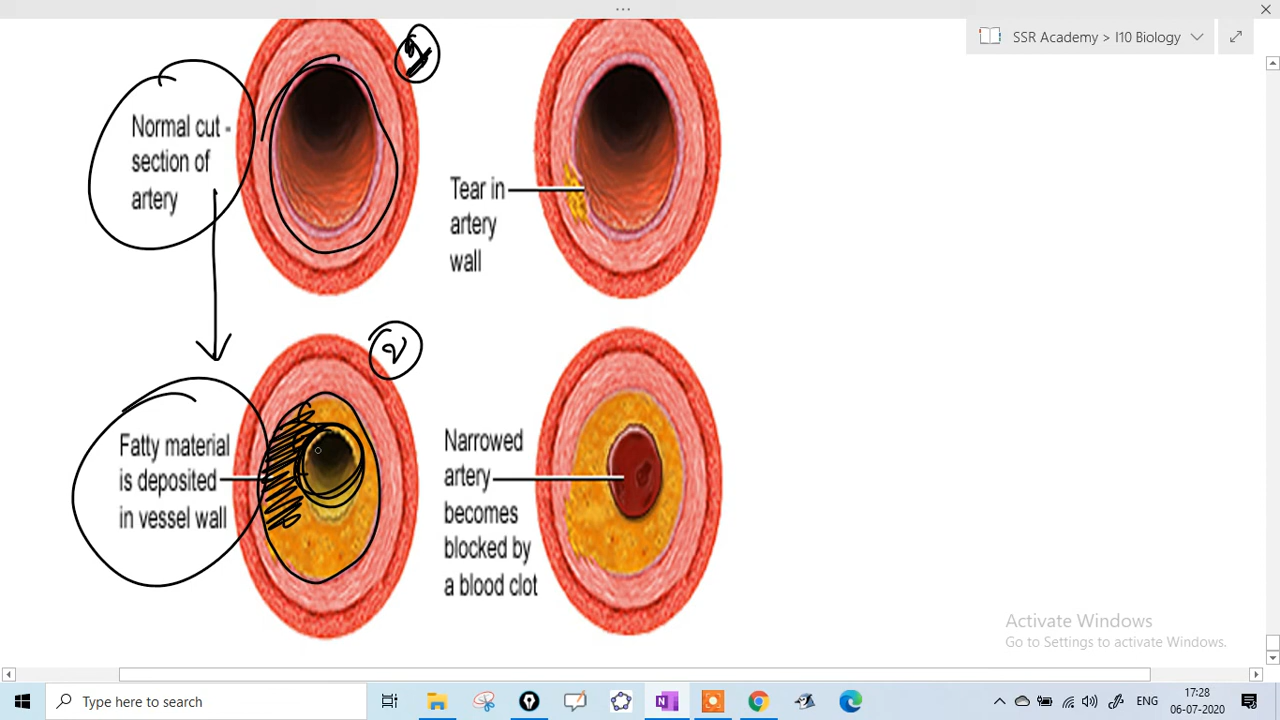 SSR Academy > I10 Biology
Normal cut -
section of
artery
Tear in
artery
wall
2
Fatty material
is deposited
in vessel wall
Narrowed
artery
becomes
blocked by
a blood clot
Activate Windows
Go to Settings to activate Windows.
Type here to search
ENG
17:28
06-07-2020